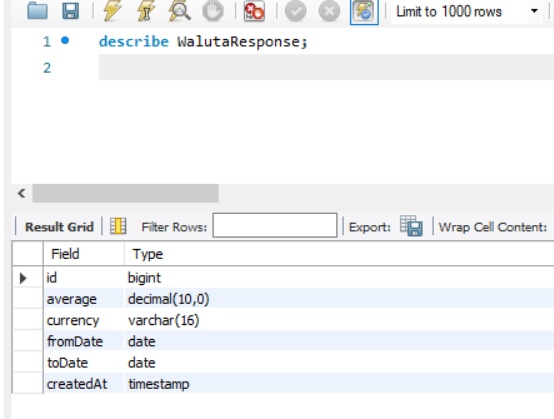 Limit to 1000 rows
1 describe WalutaResponse;
2
Result Grid Filter Rows: Export: Wrap Cell Content:
Field Type
id bigint
average decimal(10,0)
currency varchar(16)
fromDate date
toDate date
createdAt timestamp